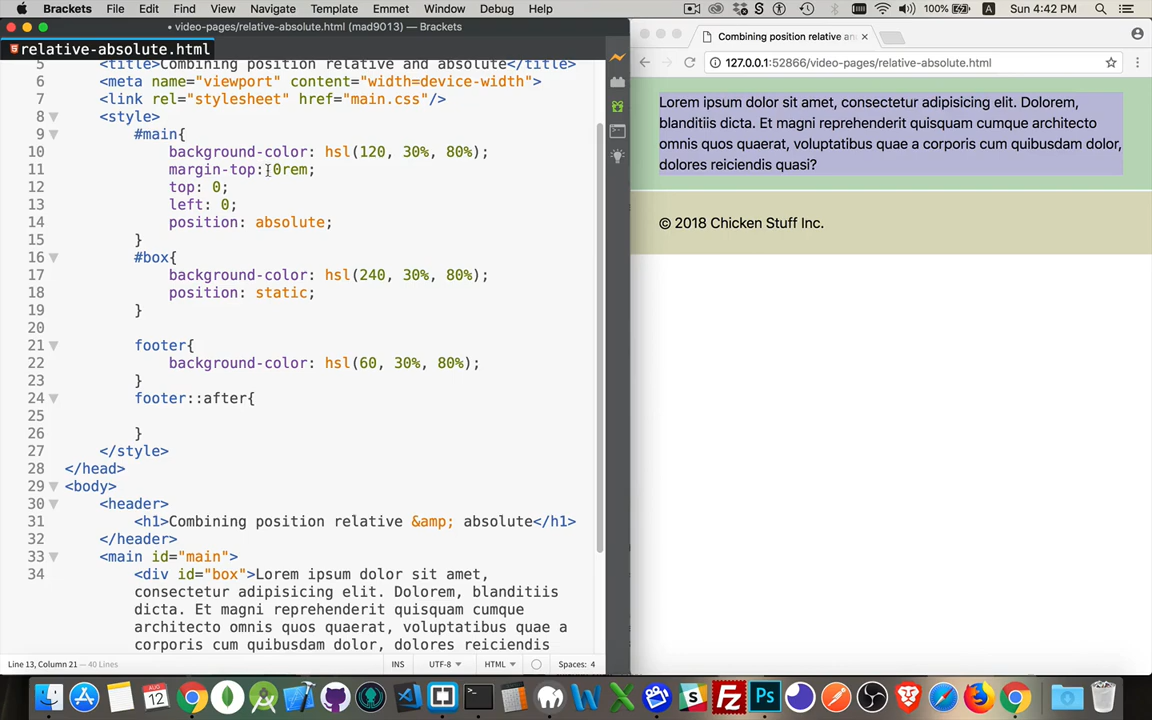 Brackets File Edit Find View Navigate Template Emmet Window Debug Help 100% A Sun 4:42 PM
• video-pages/relative-absolute.html (mad9013) — Brackets
relative-absolute.html
5 <title>Combining position relative and absolute</title>
6 <meta name="viewport" content="width=device-width">
7 <link rel="stylesheet" href="main.css"/>
8 <style>
9 #main{
10 background-color: hsl(120, 30%, 80%);
11 margin-top: 0rem;
12 top: 0;
13 left: 0;
14 position: absolute;
15 }
16 #box{
17 background-color: hsl(240, 30%, 80%);
18 position: static;
19 }
20
21 footer{
22 background-color: hsl(60, 30%, 80%);
23 }
24 footer::after{
25
26 }
27 </style>
28 </head>
29 <body>
30 <header>
31 <h1>Combining position relative &amp; absolute</h1>
32 </header>
33 <main id="main">
34 <div id="box">Lorem ipsum dolor sit amet,
consectetur adipisicing elit. Dolorem, blanditiis
dicta. Et magni reprehenderit quisquam cumque
architecto omnis quos quaerat, voluptatibus quae a
corporis cum quibusdam dolor, dolores reiciendis
Line 13, Column 21 — 40 Lines
INS UTF-8 HTML Spaces: 4
Combining position relative an
127.0.0.1:52866/video-pages/relative-absolute.html
Lorem ipsum dolor sit amet, consectetur adipisicing elit. Dolorem,
blanditiis dicta. Et magni reprehenderit quisquam cumque architecto
omnis quos quaerat, voluptatibus quae a corporis cum quibusdam dolor,
dolores reiciendis quasi?
© 2018 Chicken Stuff Inc.
AUG
12